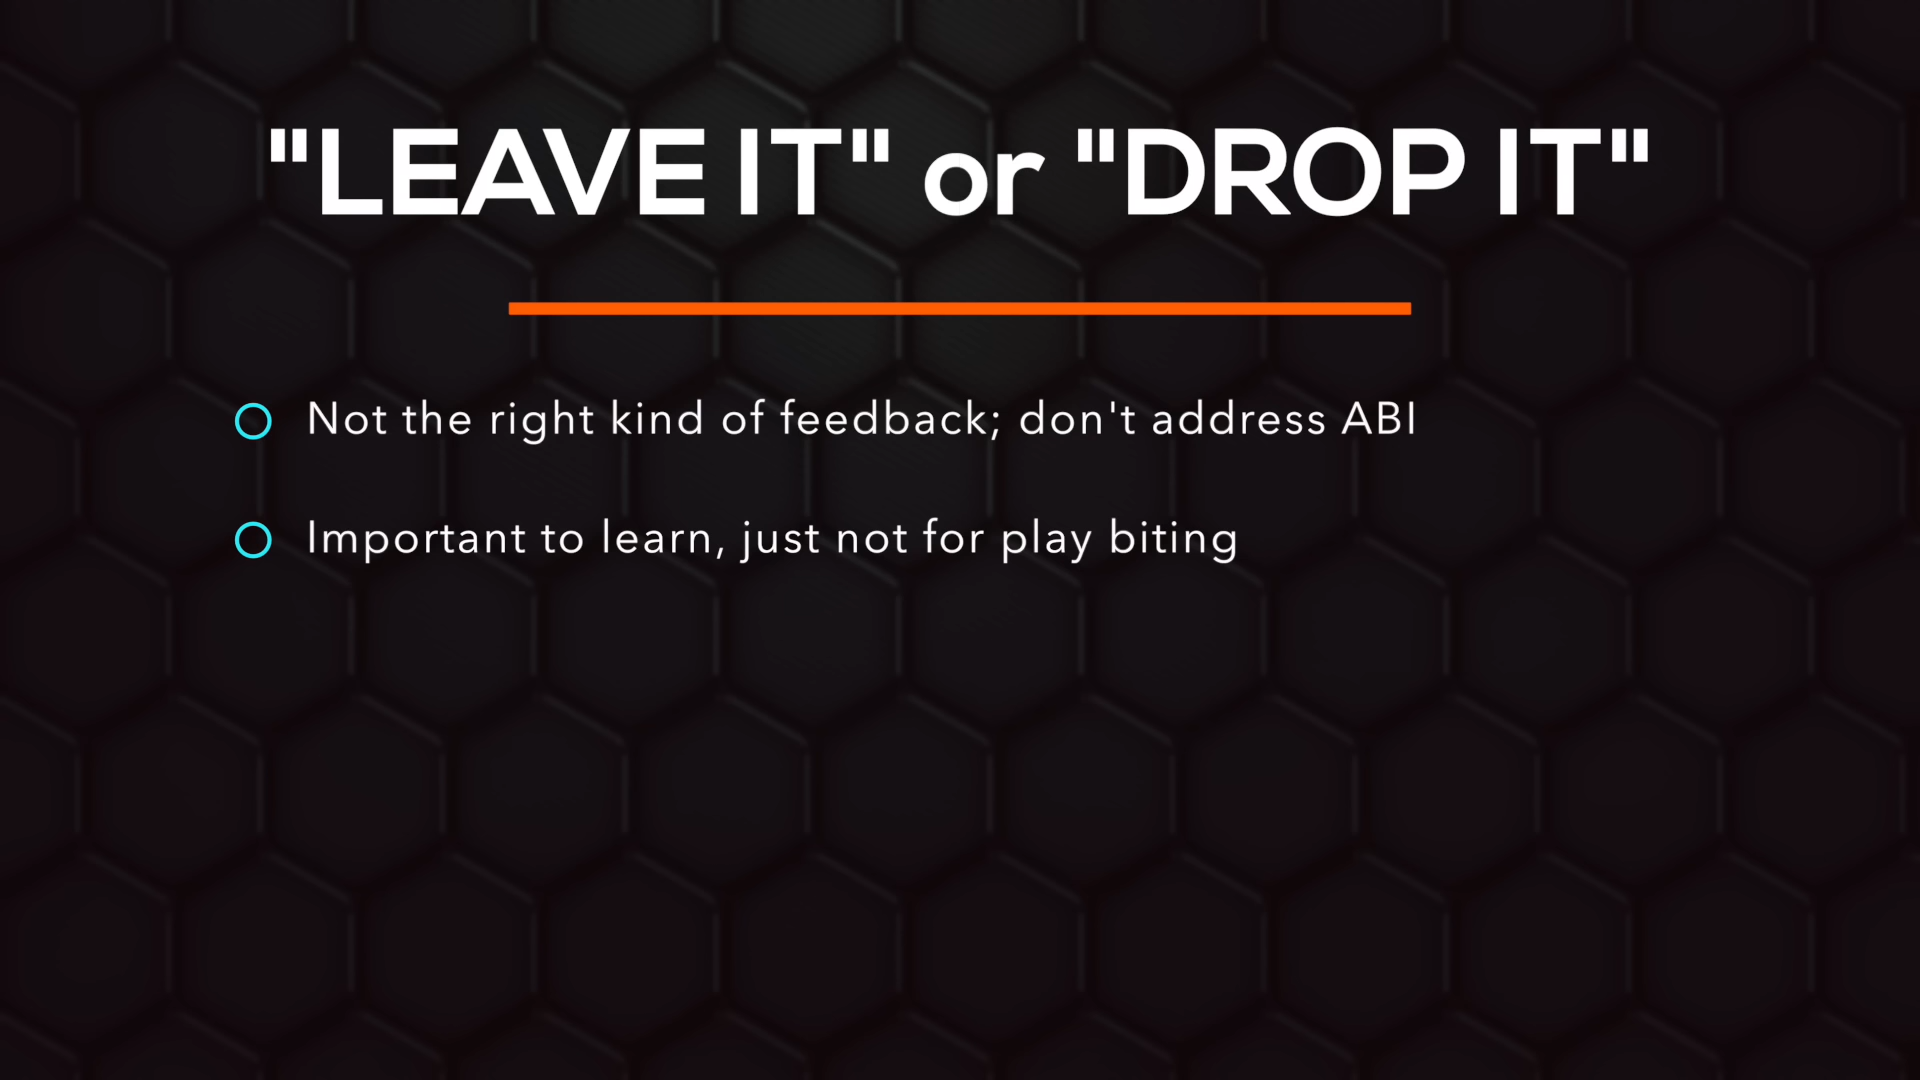 "LEAVE IT" or "DROP IT"
Not the right kind of feedback; don't address ABI
Important to learn, just not for play biting